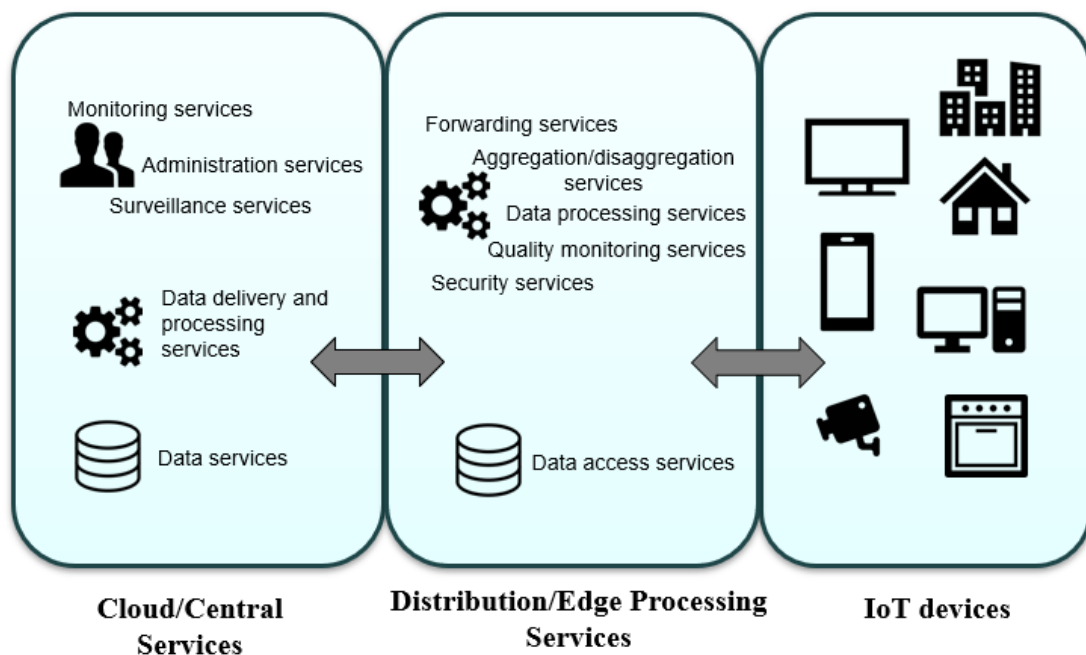 Monitoring services
Administration services
Surveillance services
Data delivery and
processing
services
Data services
Forwarding services
Aggregation/disaggregation
services
Data processing services
Quality monitoring services
Security services
Data access services
Cloud/Central
Services
Distribution/Edge Processing
Services
IoT devices